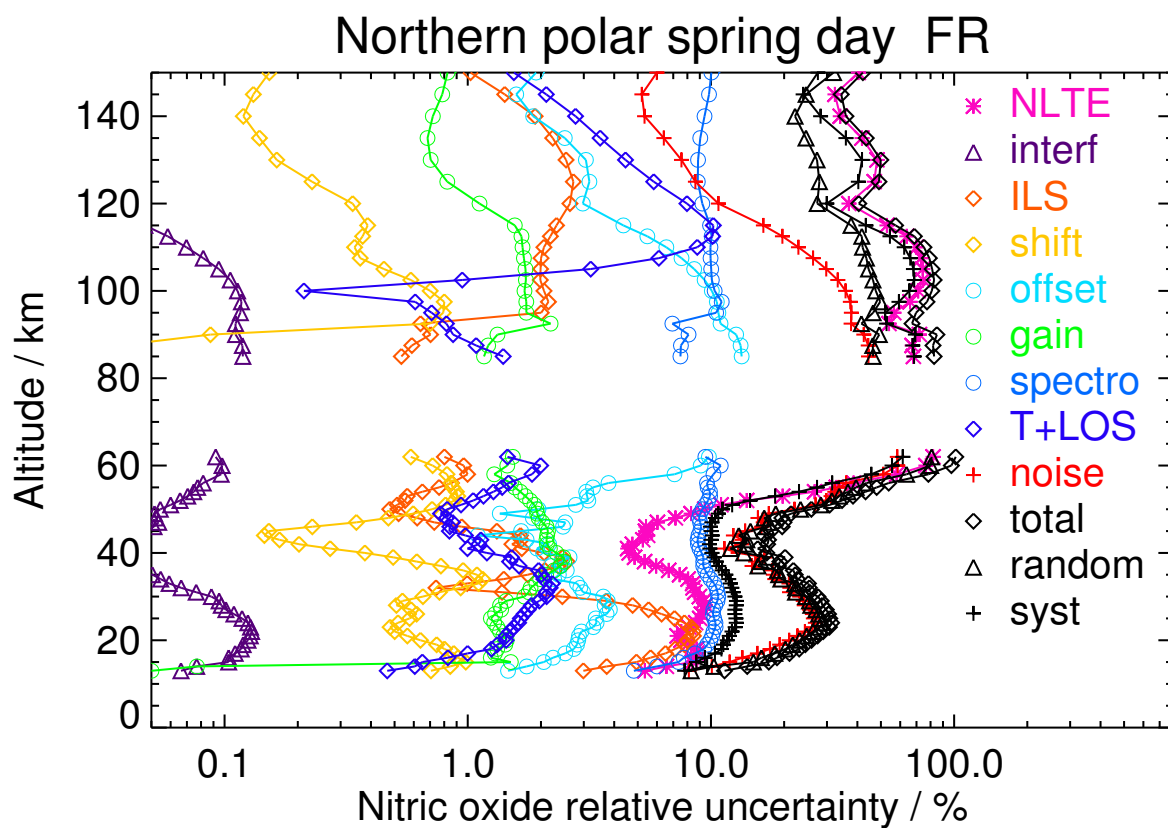 Northern polar spring day FR
Altitude / km
140
120
100
80
60
40
20
0
NLTE
interf
ILS
shift
offset
gain
spectro
T+LOS
noise
total
random
syst
0.1 1.0 10.0 100.0
Nitric oxide relative uncertainty / %